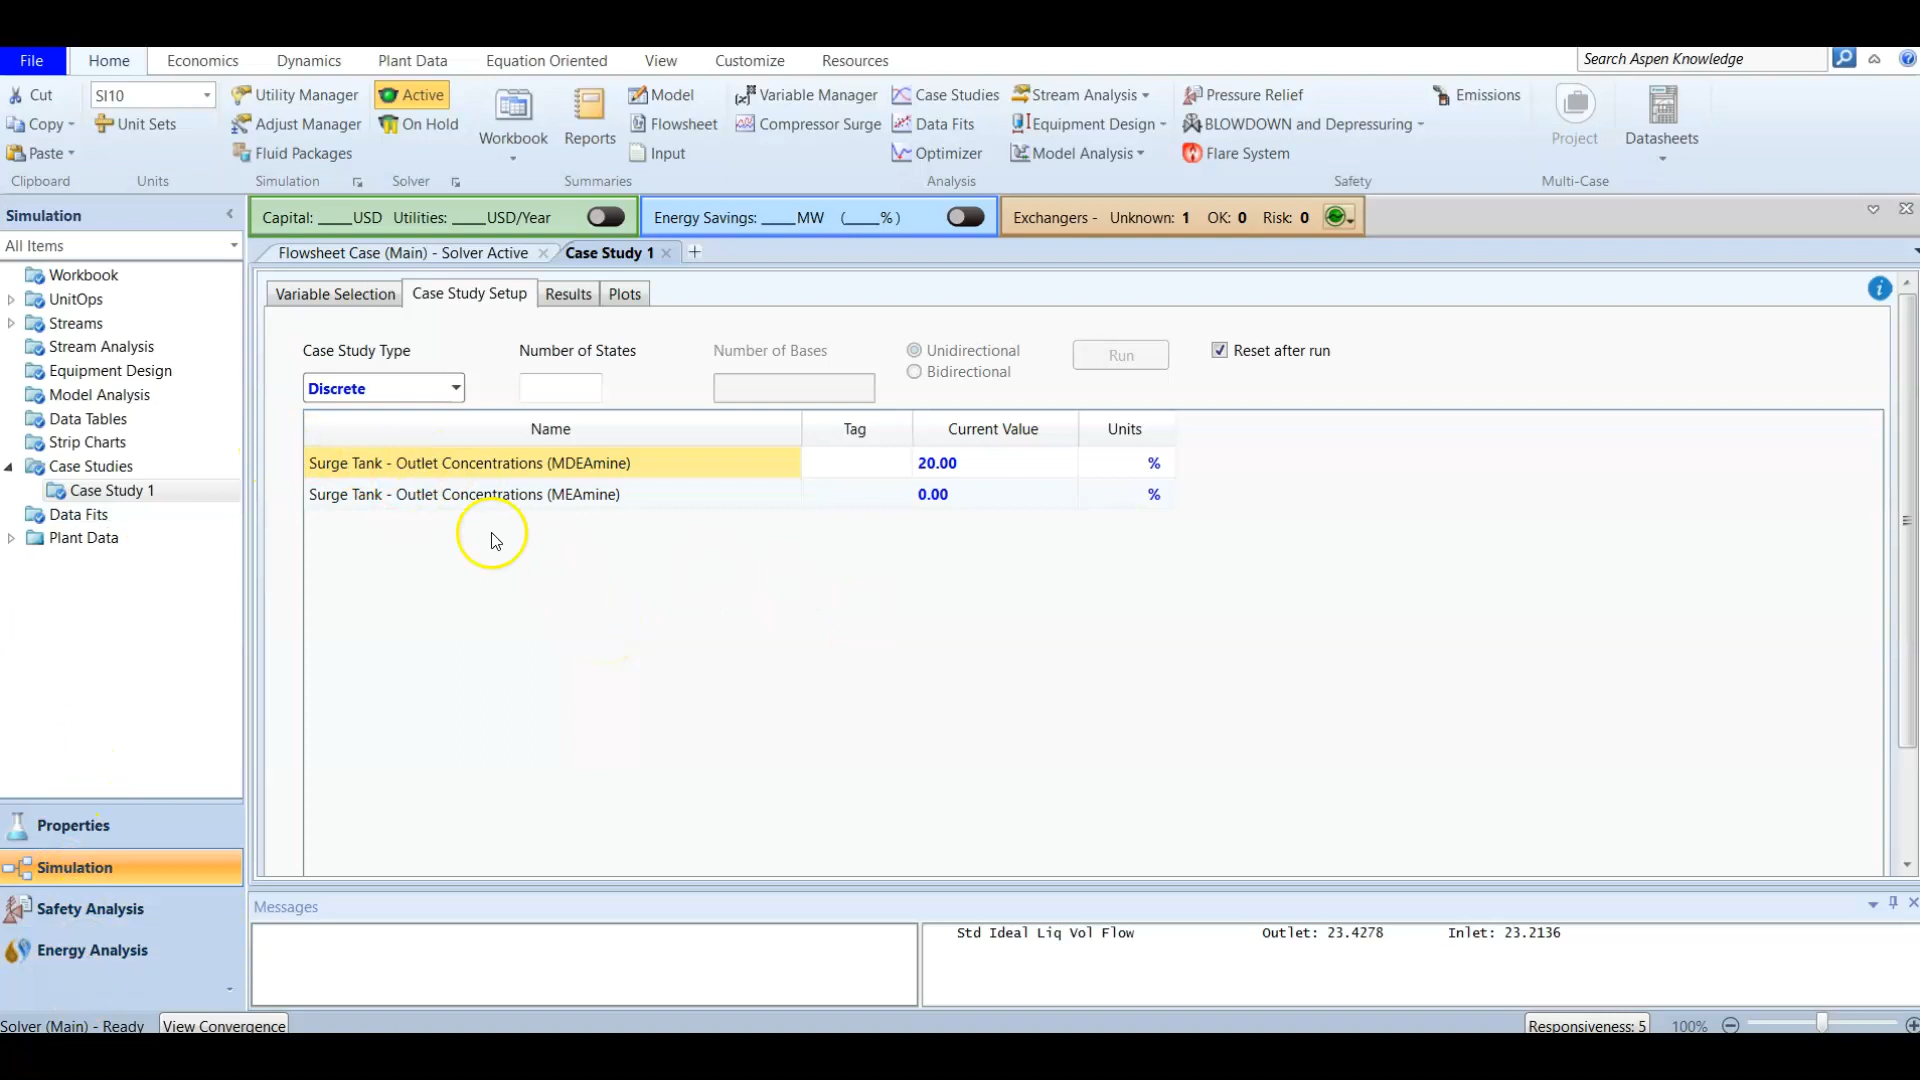 File Home Economics Dynamics Plant Data Equation Oriented View Customize Resources Search Aspen Knowledge
Cut SI10 Utility Manager Active Workbook Reports Model Variable Manager Case Studies Stream Analysis Pressure Relief Emissions Project Datasheets
Copy Unit Sets Adjust Manager On Hold Flowsheet Compressor Surge Data Fits Equipment Design BLOWDOWN and Depressuring
Paste Fluid Packages Input Optimizer Model Analysis Flare System
Clipboard Units Simulation Solver Summaries Analysis Safety Multi-Case
Simulation
Capital: _____USD Utilities: _____USD/Year Energy Savings: _____MW (_____%) Exchangers - Unknown: 1 OK: 0 Risk: 0
All Items
Flowsheet Case (Main) - Solver Active Case Study 1 +
Workbook
UnitOps
Streams
Stream Analysis
Equipment Design
Model Analysis
Data Tables
Strip Charts
Case Studies
Case Study 1
Data Fits
Plant Data
Variable Selection Case Study Setup Results Plots
Case Study Type Number of States Number of Bases Unidirectional Run Reset after run
Bidirectional
Discrete
Name Tag Current Value Units
Surge Tank - Outlet Concentrations (MDEAmine) 20.00 %
Surge Tank - Outlet Concentrations (MEAmine) 0.00 %
Properties
Simulation
Safety Analysis
Energy Analysis
Messages
Std Ideal Liq Vol Flow Outlet: 23.4278 Inlet: 23.2136
Solver (Main) - Ready View Convergence Responsiveness: 5 100%